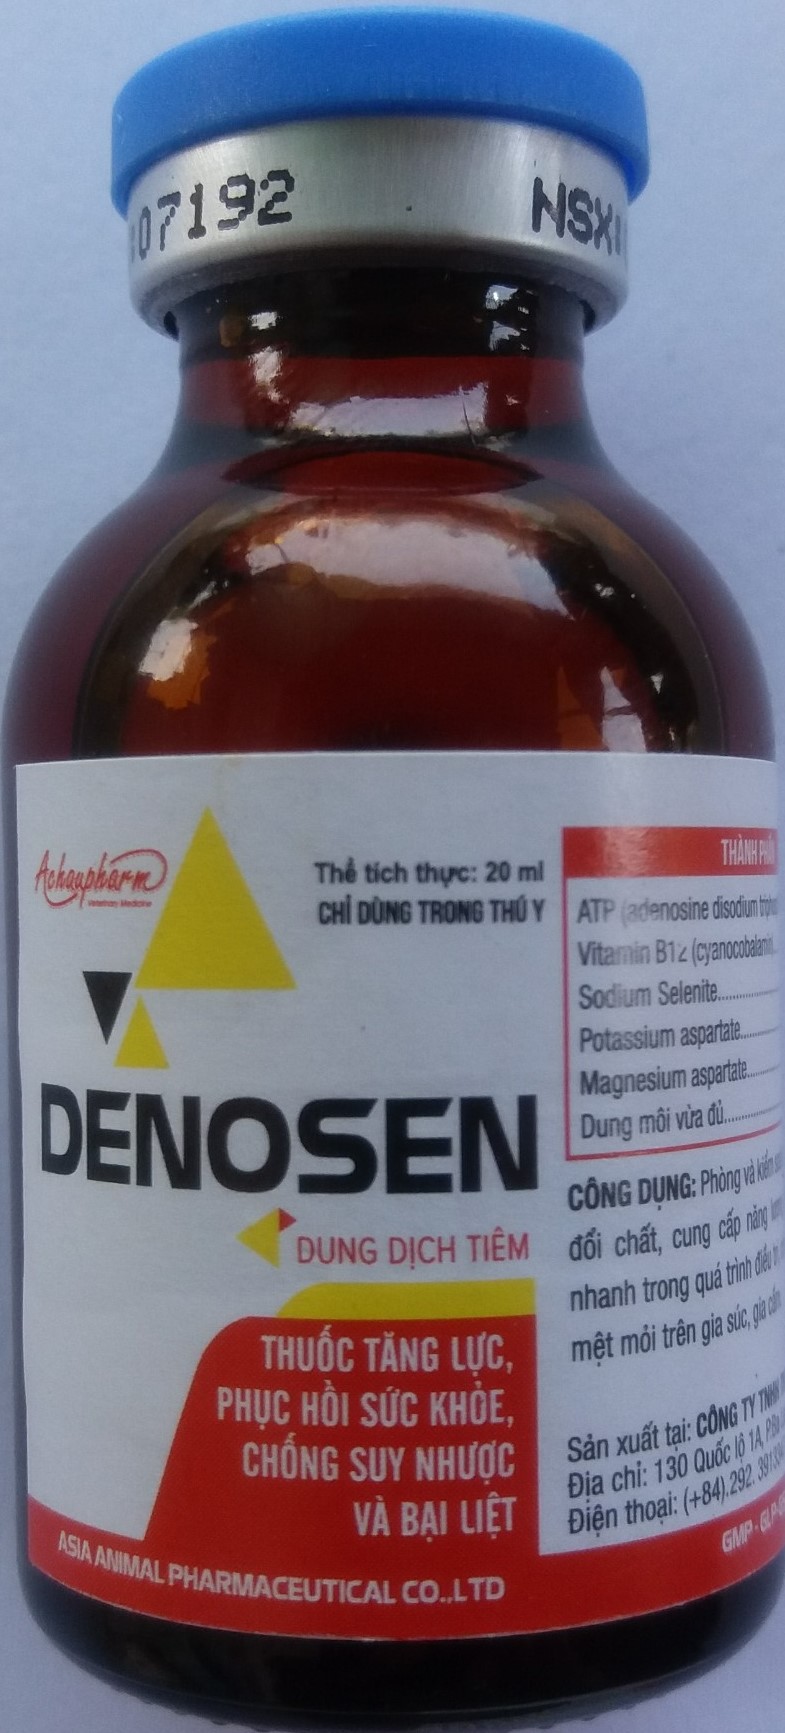 :07192
NSX:
Achaupharm
Veterinary Medicine
Thể tích thực: 20 ml
CHỈ DÙNG TRONG THÚ Y
DENOSEN
DUNG DỊCH TIÊM
THUỐC TĂNG LỰC,
PHỤC HỒI SỨC KHỎE,
CHỐNG SUY NHƯỢC
VÀ BẠI LIỆT
ASIA ANIMAL PHARMACEUTICAL CO.,LTD
THÀNH PHẦN
ATP (adenosine disodium
Vitamin B12 (cyanocobalamin)...
Sodium Selenite..........
Potassium aspartate.......
Magnesium aspartate......
Dung môi vừa đủ..........
CÔNG DỤNG: Phòng và kiểm
đổi chất, cung cấp năng
nhanh trong quá trình điều
mệt mỏi trên gia súc, gia cầm,
Sản xuất tại: CÔNG TY TNHH
Địa chỉ: 130 Quốc lộ 1A,
Điện thoại: (+84).292.
GMP - GLP-